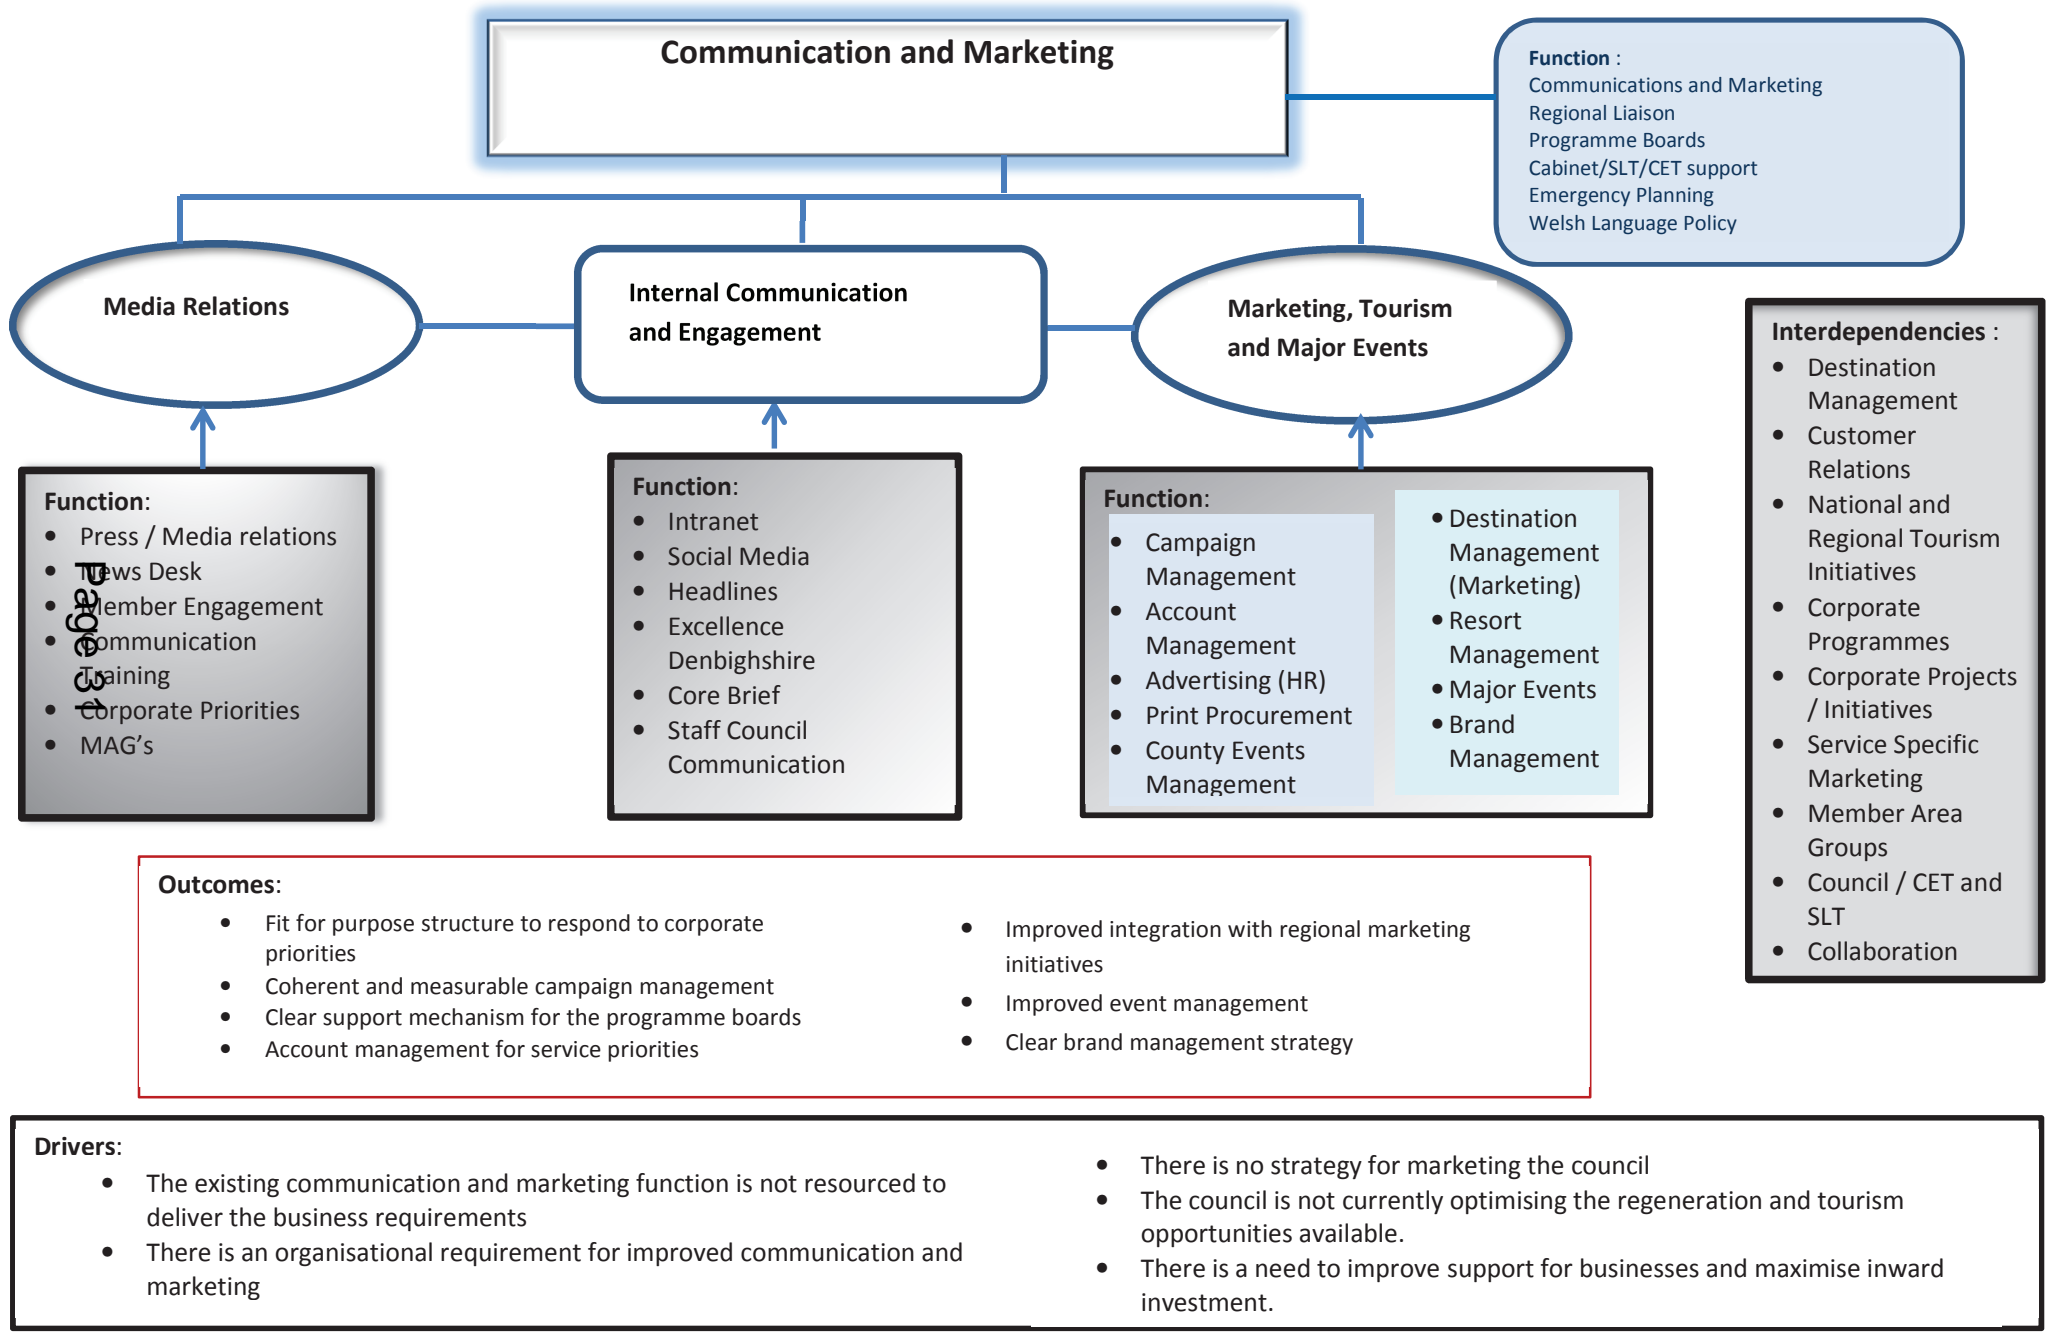 Communication and Marketing
Function :
Communications and Marketing
Regional Liaison
Programme Boards
Cabinet/SLT/CET support
Emergency Planning
Welsh Language Policy
Media Relations
Internal Communication
and Engagement
Marketing, Tourism
and Major Events
Function:
• Press / Media relations
• News Desk
• Member Engagement
• Communication
Training
• Corporate Priorities
• MAG's
Page 31
Function:
• Intranet
• Social Media
• Headlines
• Excellence
Denbighshire
• Core Brief
• Staff Council
Communication
Function:
• Campaign
Management
• Account
Management
• Advertising (HR)
• Print Procurement
• County Events
Management
• Destination
Management
(Marketing)
• Resort
Management
• Major Events
• Brand
Management
Interdependencies :
• Destination
Management
• Customer
Relations
• National and
Regional Tourism
Initiatives
• Corporate
Programmes
• Corporate Projects
/ Initiatives
• Service Specific
Marketing
• Member Area
Groups
• Council / CET and
SLT
• Collaboration
Outcomes:
• Fit for purpose structure to respond to corporate
priorities
• Coherent and measurable campaign management
• Clear support mechanism for the programme boards
• Account management for service priorities
• Improved integration with regional marketing
initiatives
• Improved event management
• Clear brand management strategy
Drivers:
• The existing communication and marketing function is not resourced to
deliver the business requirements
• There is an organisational requirement for improved communication and
marketing
• There is no strategy for marketing the council
• The council is not currently optimising the regeneration and tourism
opportunities available.
• There is a need to improve support for businesses and maximise inward
investment.